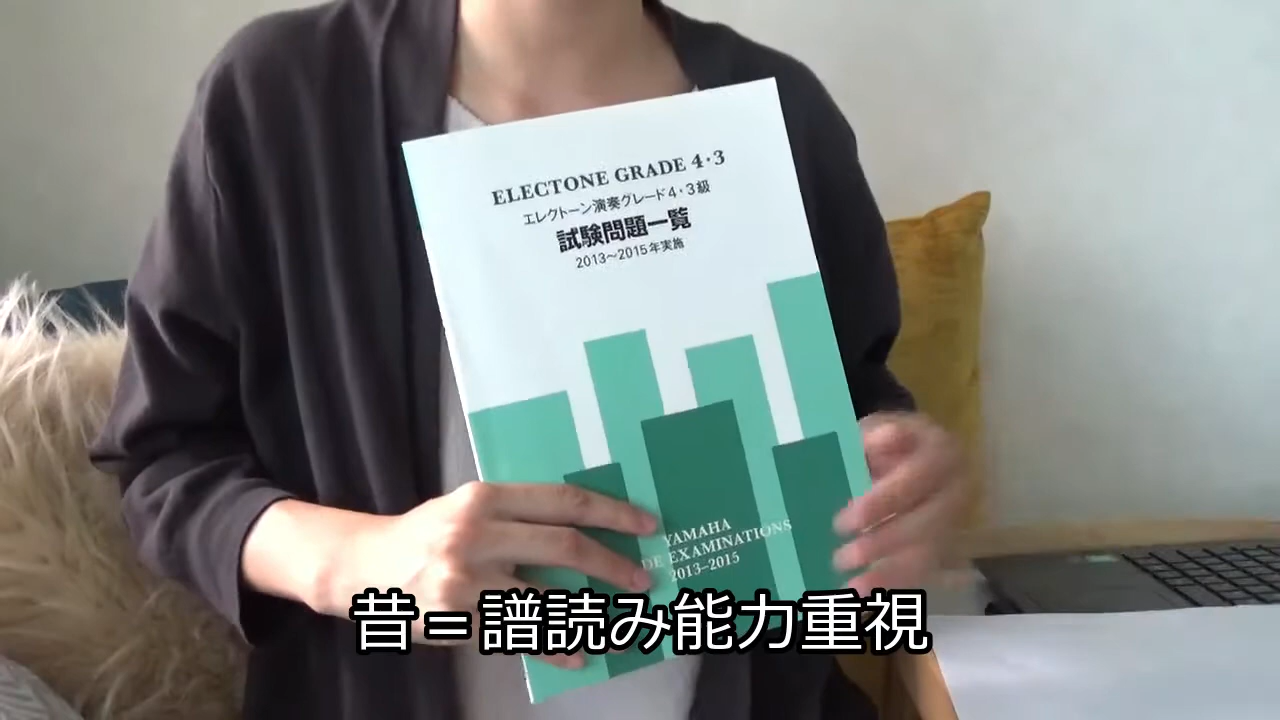 ELECTONE GRADE 4・3
エレクトーン演奏グレード4・3級
試験問題一覧
2013～2015年実施
YAMAHA
DE EXAMINATIONS
2013–2015
昔＝譜読み能力重視